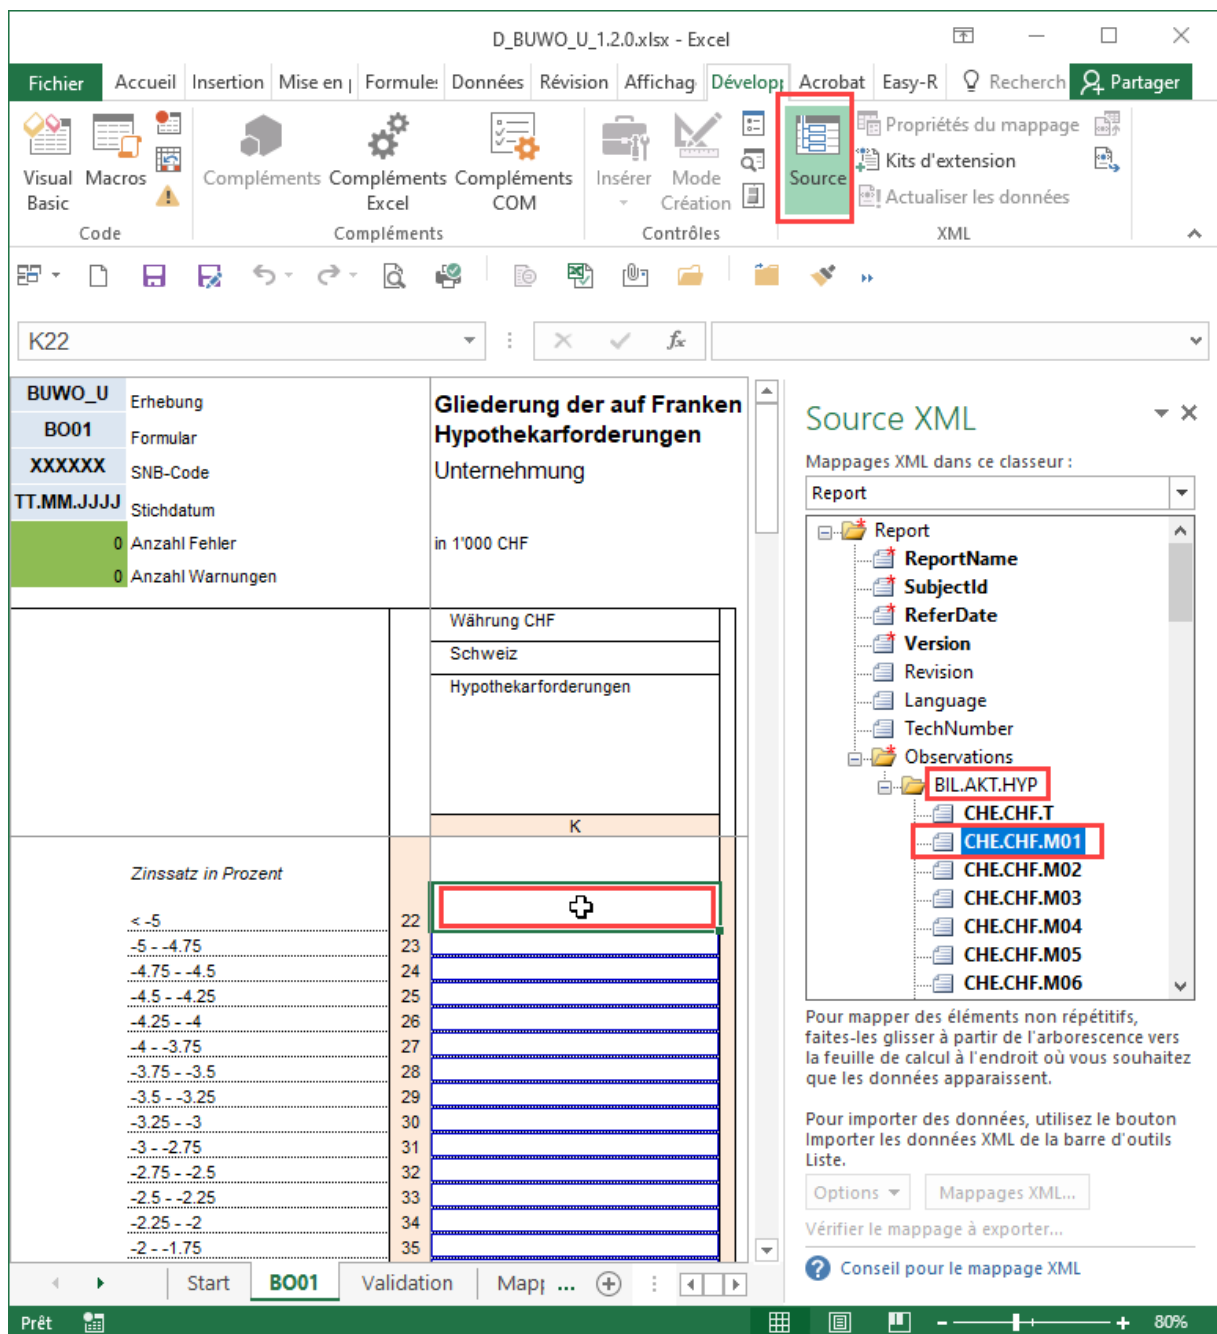 D_BUWO_U_1.2.0.xlsx - Excel
Fichier Accueil Insertion Mise en Formules Données Révision Affichag Développ Acrobat Easy-R Recherch Partager
Visual Basic
Macros
Compléments
Compléments Excel
Compléments COM
Insérer
Mode Création
Source
Propriétés du mappage
Kits d'extension
Actualiser les données
Code Compléments Contrôles XML
K22
fx
BUWO_U Erhebung
BO01 Formular
XXXXXX SNB-Code
TT.MM.JJJJ Stichdatum
0 Anzahl Fehler
0 Anzahl Warnungen
Gliederung der auf Franken
Hypothekarforderungen
Unternehmung
in 1'000 CHF
Währung CHF
Schweiz
Hypothekarforderungen
K
Zinssatz in Prozent
< -5 22
-5 - -4.75 23
-4.75 - -4.5 24
-4.5 - -4.25 25
-4.25 - -4 26
-4 - -3.75 27
-3.75 - -3.5 28
-3.5 - -3.25 29
-3.25 - -3 30
-3 - -2.75 31
-2.75 - -2.5 32
-2.5 - -2.25 33
-2.25 - -2 34
-2 - -1.75 35
Source XML
Mappages XML dans ce classeur :
Report
Report
ReportName
SubjectId
ReferDate
Version
Revision
Language
TechNumber
Observations
BIL.AKT.HYP
CHE.CHF.T
CHE.CHF.M01
CHE.CHF.M02
CHE.CHF.M03
CHE.CHF.M04
CHE.CHF.M05
CHE.CHF.M06
Pour mapper des éléments non répétitifs,
faites-les glisser à partir de l'arborescence vers
la feuille de calcul à l'endroit où vous souhaitez
que les données apparaissent.
Pour importer des données, utilisez le bouton
Importer les données XML de la barre d'outils
Liste.
Options Mappages XML...
Vérifier le mappage à exporter...
Conseil pour le mappage XML
Start BO01 Validation Mapp ...
Prêt 80%